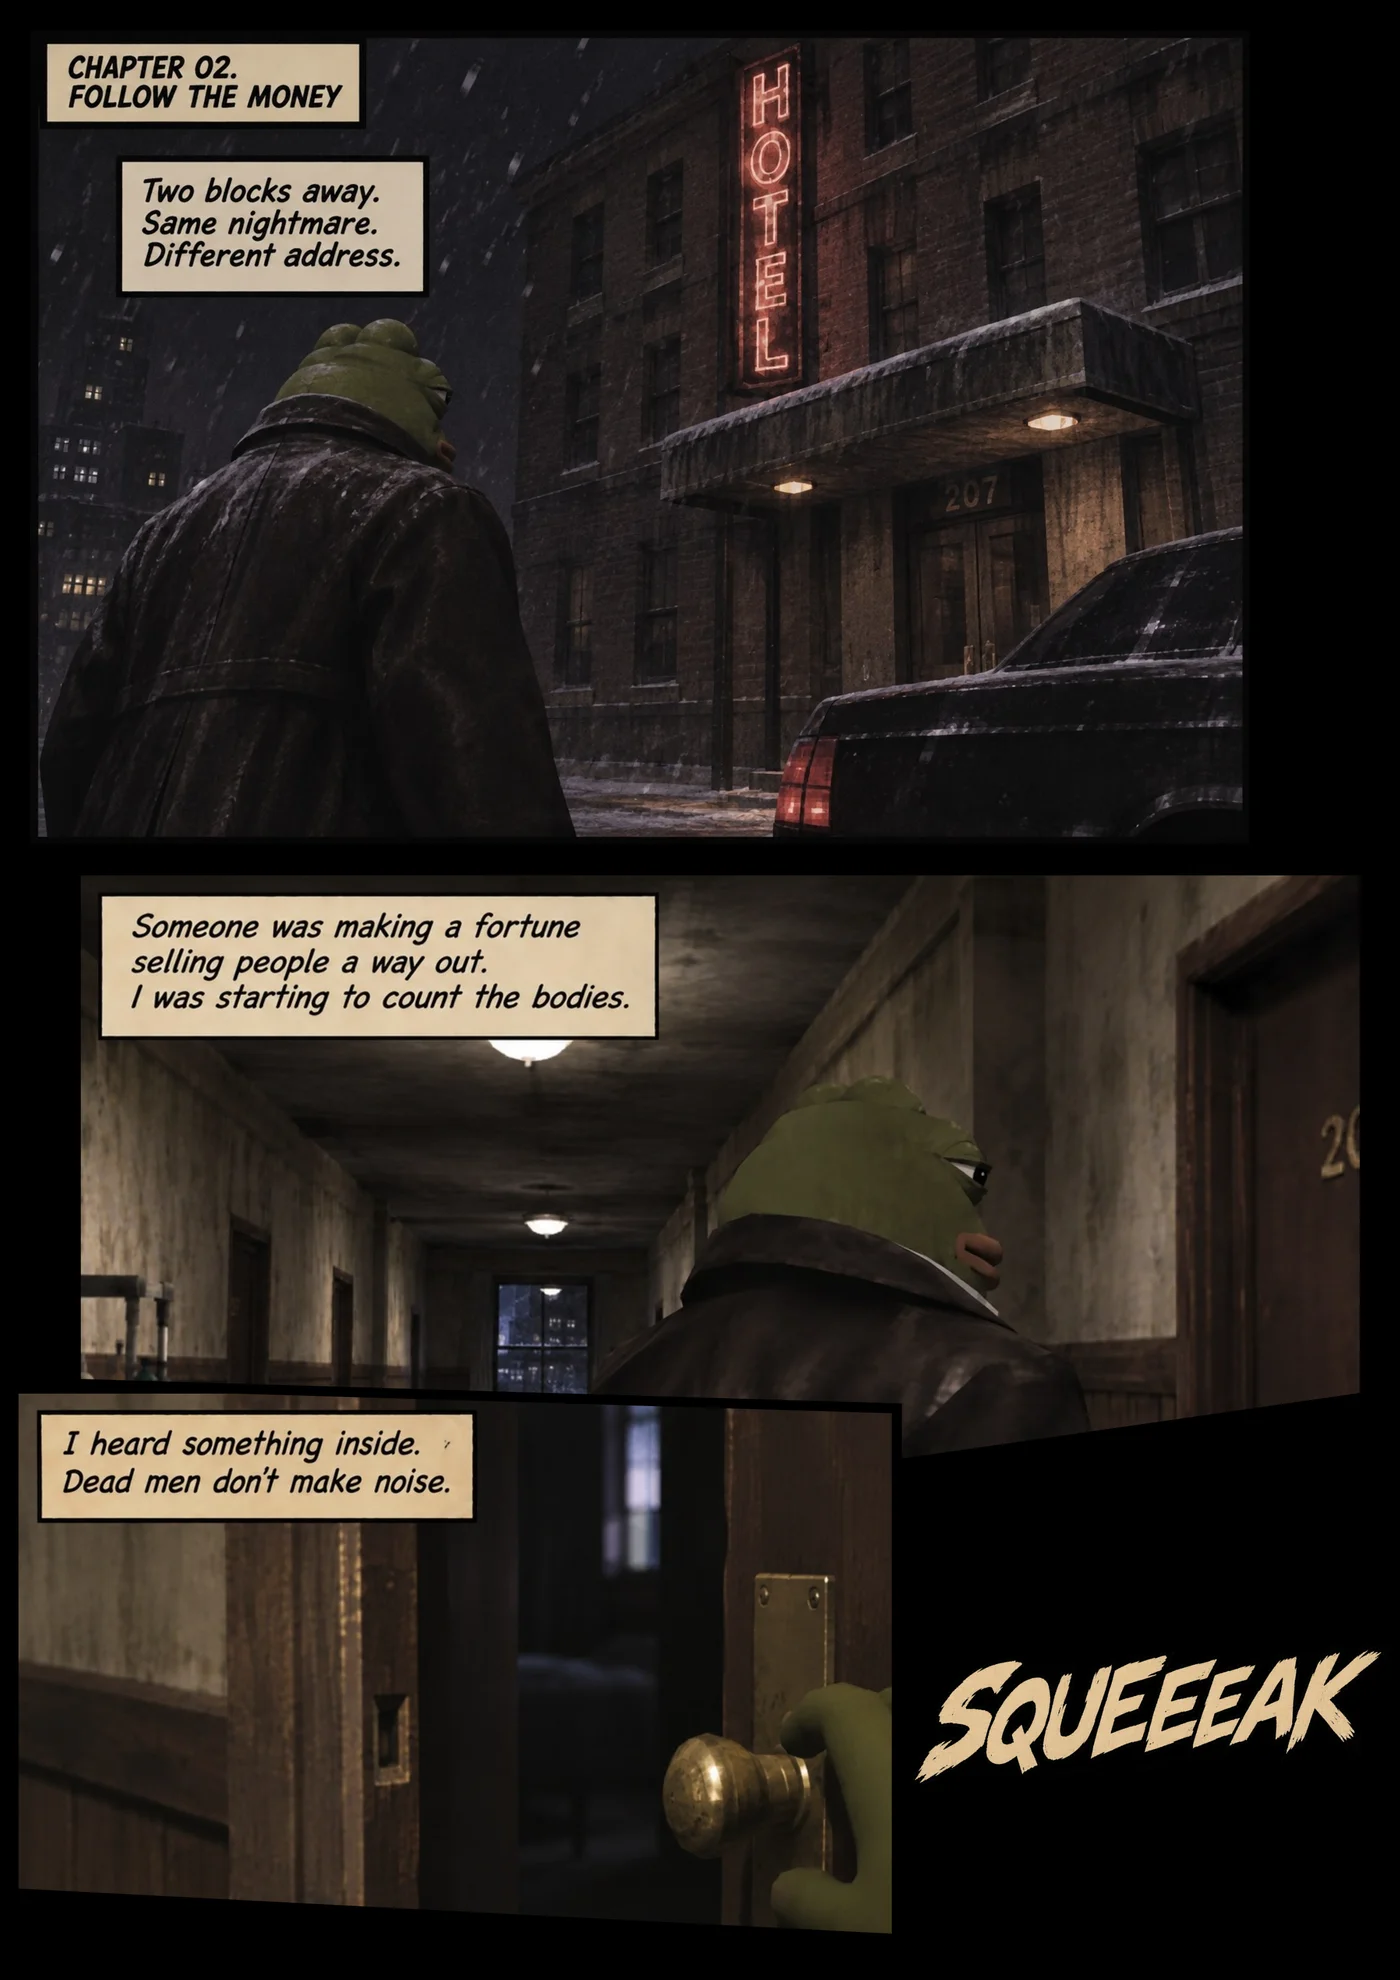 CHAPTER 02.
FOLLOW THE MONEY
Two blocks away.
Same nightmare.
Different address.
HOTEL
207
Someone was making a fortune
selling people a way out.
I was starting to count the bodies.
20
I heard something inside.
Dead men don't make noise.
SQUEEEAK